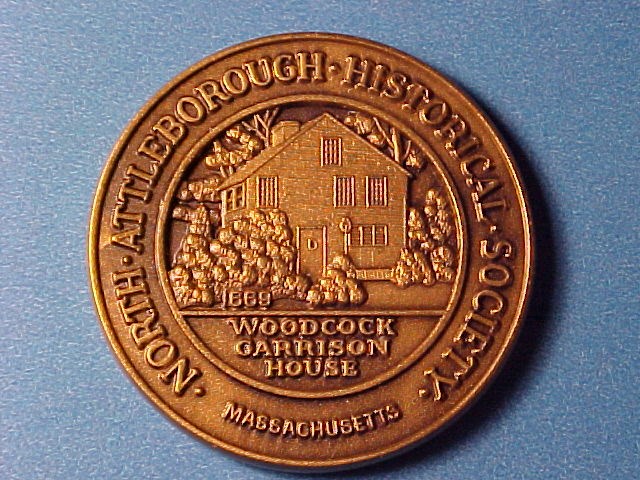 NORTH · ATTLEBOROUGH · HISTORICAL · SOCIETY ·
1669
WOODCOCK
GARRISON
HOUSE
MASSACHUSETTS